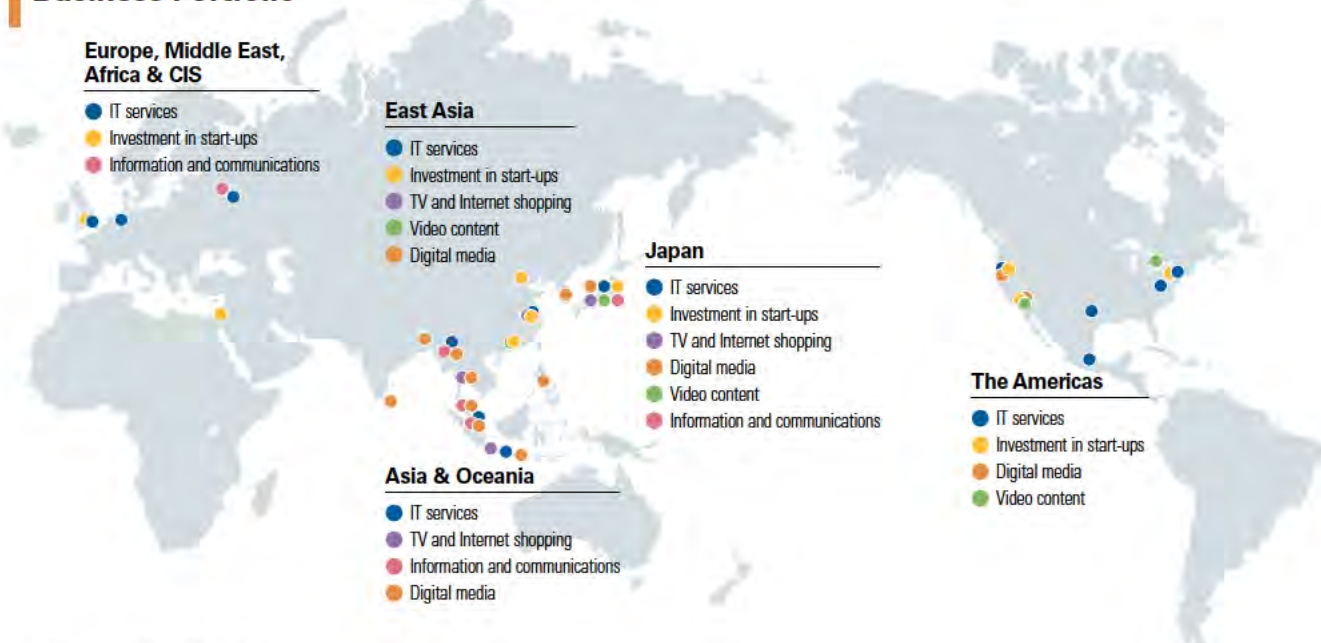 Business Portfolio
Europe, Middle East,
Africa & CIS
IT services
Investment in start-ups
Information and communications
East Asia
IT services
Investment in start-ups
TV and Internet shopping
Video content
Digital media
Japan
IT services
Investment in start-ups
TV and Internet shopping
Digital media
Video content
Information and communications
The Americas
IT services
Investment in start-ups
Digital media
Video content
Asia & Oceania
IT services
TV and Internet shopping
Information and communications
Digital media